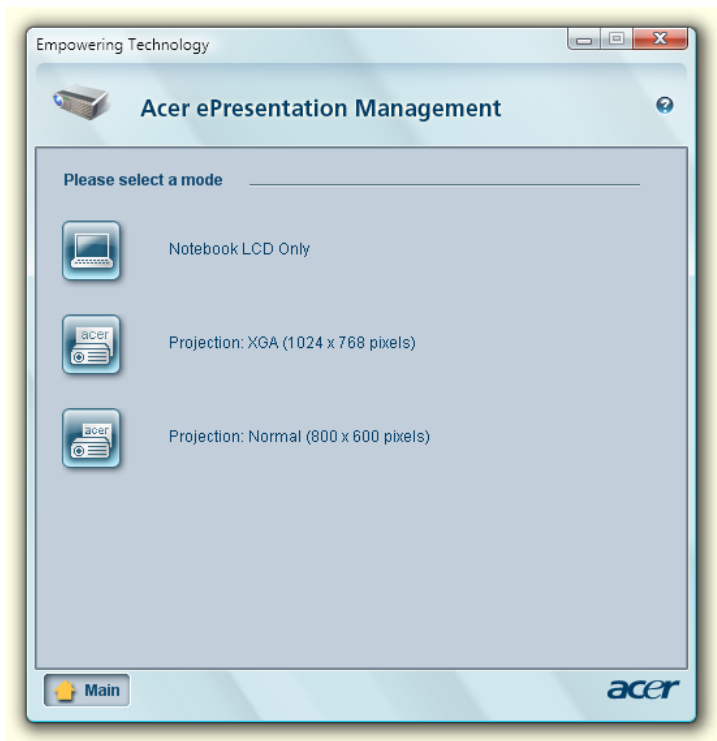 Empowering Technology
Acer ePresentation Management
Please select a mode
Notebook LCD Only
acer
Projection: XGA (1024 x 768 pixels)
acer
Projection: Normal (800 x 600 pixels)
Main
acer